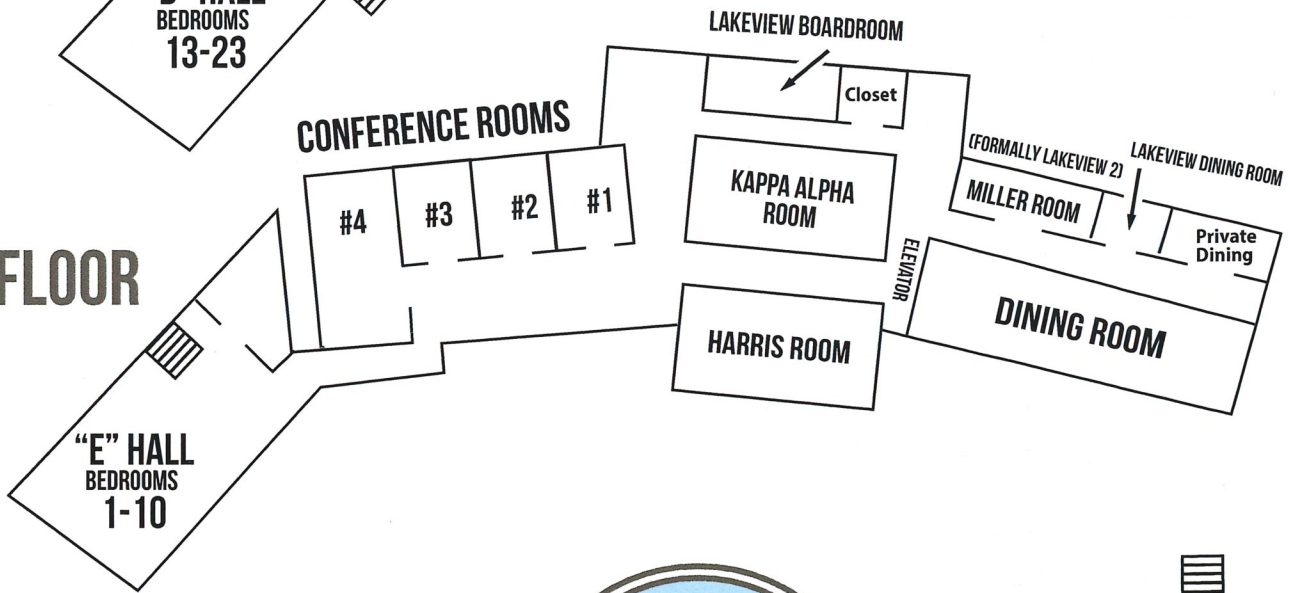 BEDROOMS
13-23
LAKEVIEW BOARDROOM
Closet
CONFERENCE ROOMS
#4
#3
#2
#1
KAPPA ALPHA
ROOM
(FORMALLY LAKEVIEW 2)
MILLER ROOM
LAKEVIEW DINING ROOM
Private
Dining
ELEVATOR
FLOOR
HARRIS ROOM
DINING ROOM
“E” HALL
BEDROOMS
1-10